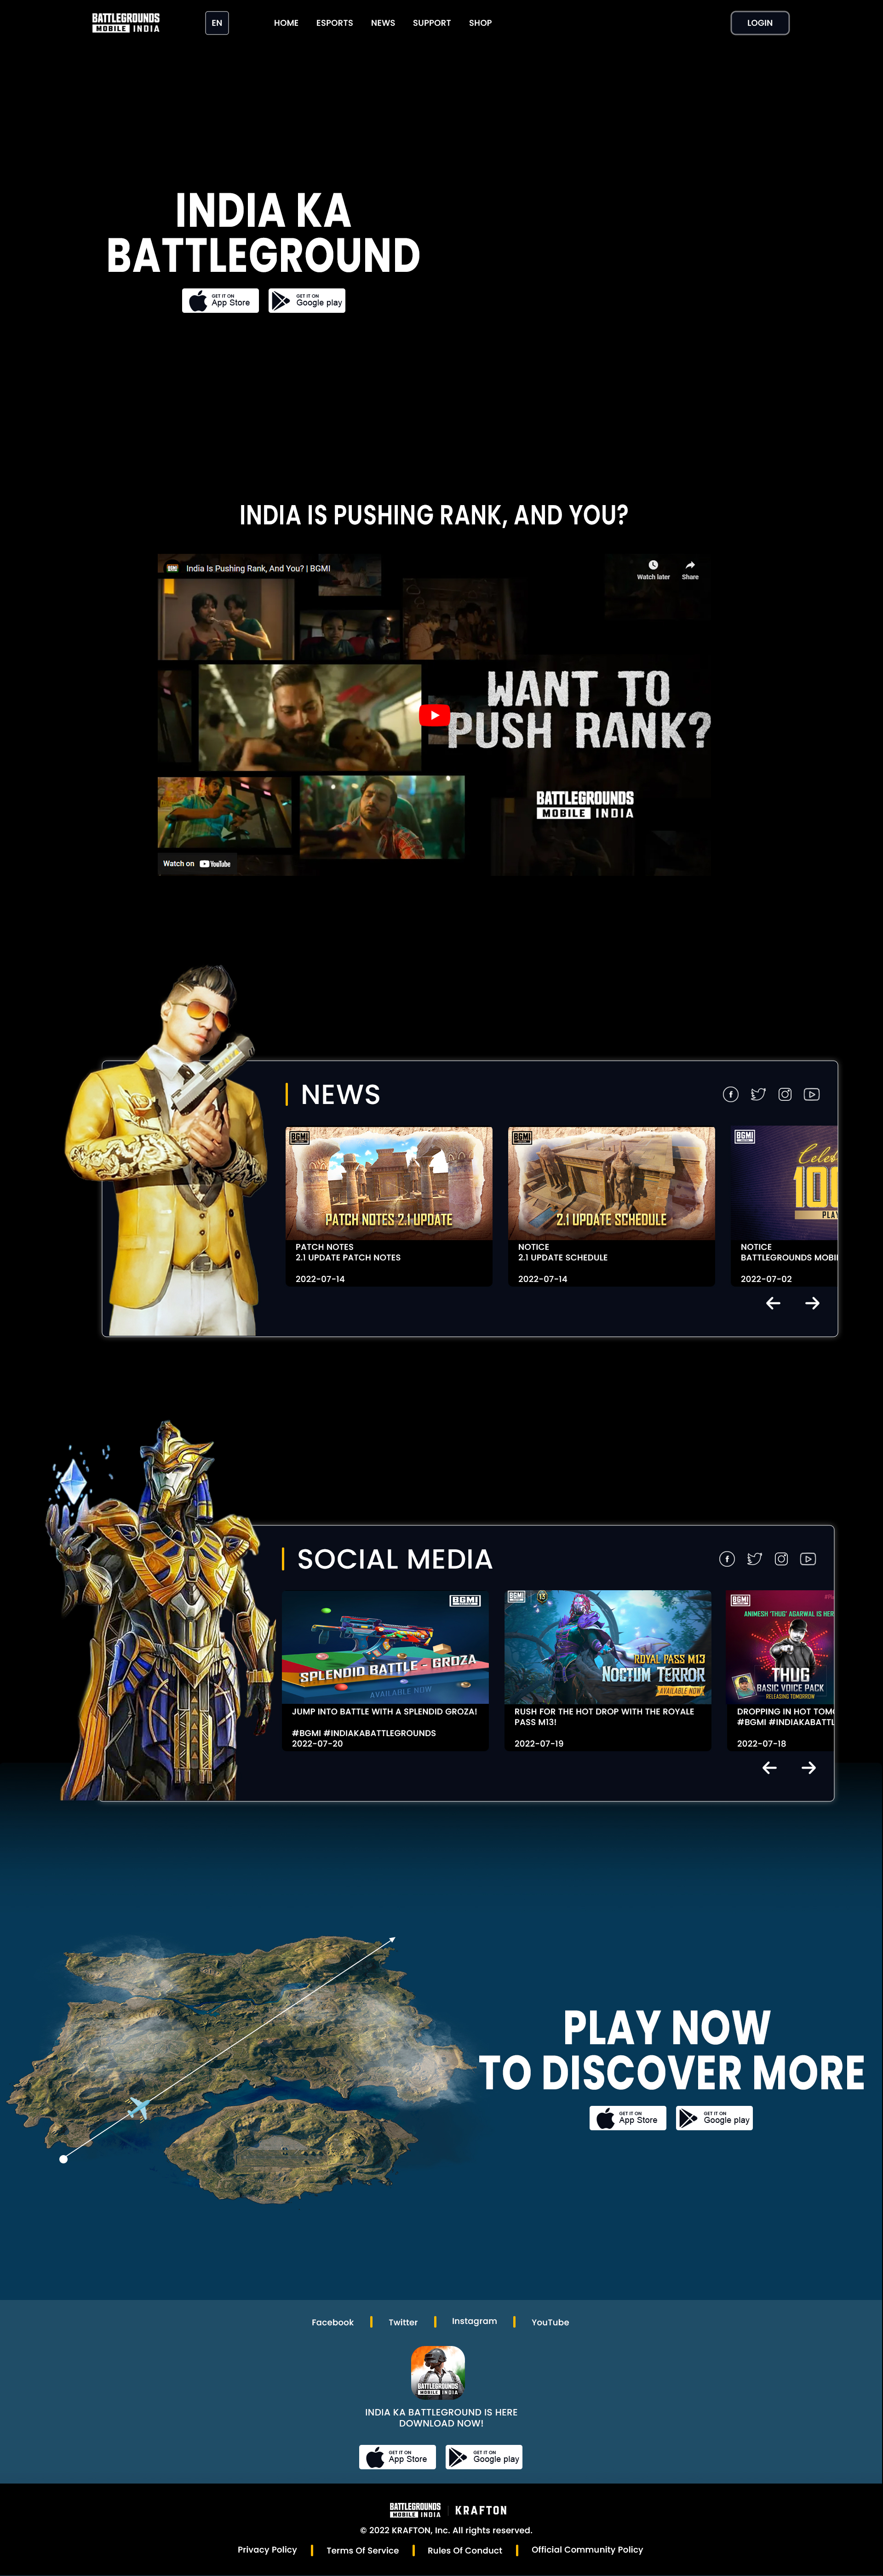 BATTLEGROUNDS
MOBILE INDIA
EN
HOME
ESPORTS
NEWS
SUPPORT
SHOP
LOGIN
INDIA KA
BATTLEGROUND
GET IT ON
App Store
GET IT ON
Google play
INDIA IS PUSHING RANK, AND YOU?
India Is Pushing Rank, And You? | BGMI
Watch later
Share
WANT TO
PUSH RANK?
BATTLEGROUNDS
MOBILE INDIA
Watch on YouTube
NEWS
BGMI
PATCH NOTES 2.1 UPDATE
PATCH NOTES
2.1 UPDATE PATCH NOTES
2022-07-14
BGMI
2.1 UPDATE SCHEDULE
NOTICE
2.1 UPDATE SCHEDULE
2022-07-14
BGMI
NOTICE
BATTLEGROUNDS MOBI
2022-07-02
SOCIAL MEDIA
BGMI
SPLENDID BATTLE - GROZA
AVAILABLE NOW
JUMP INTO BATTLE WITH A SPLENDID GROZA!
#BGMI #INDIAKABATTLEGROUNDS
2022-07-20
BGMI
13
ROYAL PASS M13
NOCTUM TERROR
AVAILABLE NOW
RUSH FOR THE HOT DROP WITH THE ROYALE
PASS M13!
2022-07-19
BGMI
ANIMESH 'THUG' AGARWAL IS HER
THUG
BASIC VOICE PACK
RELEASING TOMORROW
DROPPING IN HOT TOM
#BGMI #INDIAKABATTL
2022-07-18
PLAY NOW
TO DISCOVER MORE
GET IT ON
App Store
GET IT ON
Google play
Facebook
Twitter
Instagram
YouTube
BATTLEGROUNDS
MOBILE INDIA
INDIA KA BATTLEGROUND IS HERE
DOWNLOAD NOW!
GET IT ON
App Store
GET IT ON
Google play
BATTLEGROUNDS
MOBILE INDIA
KRAFTON
© 2022 KRAFTON, Inc. All rights reserved.
Privacy Policy
Terms Of Service
Rules Of Conduct
Official Community Policy